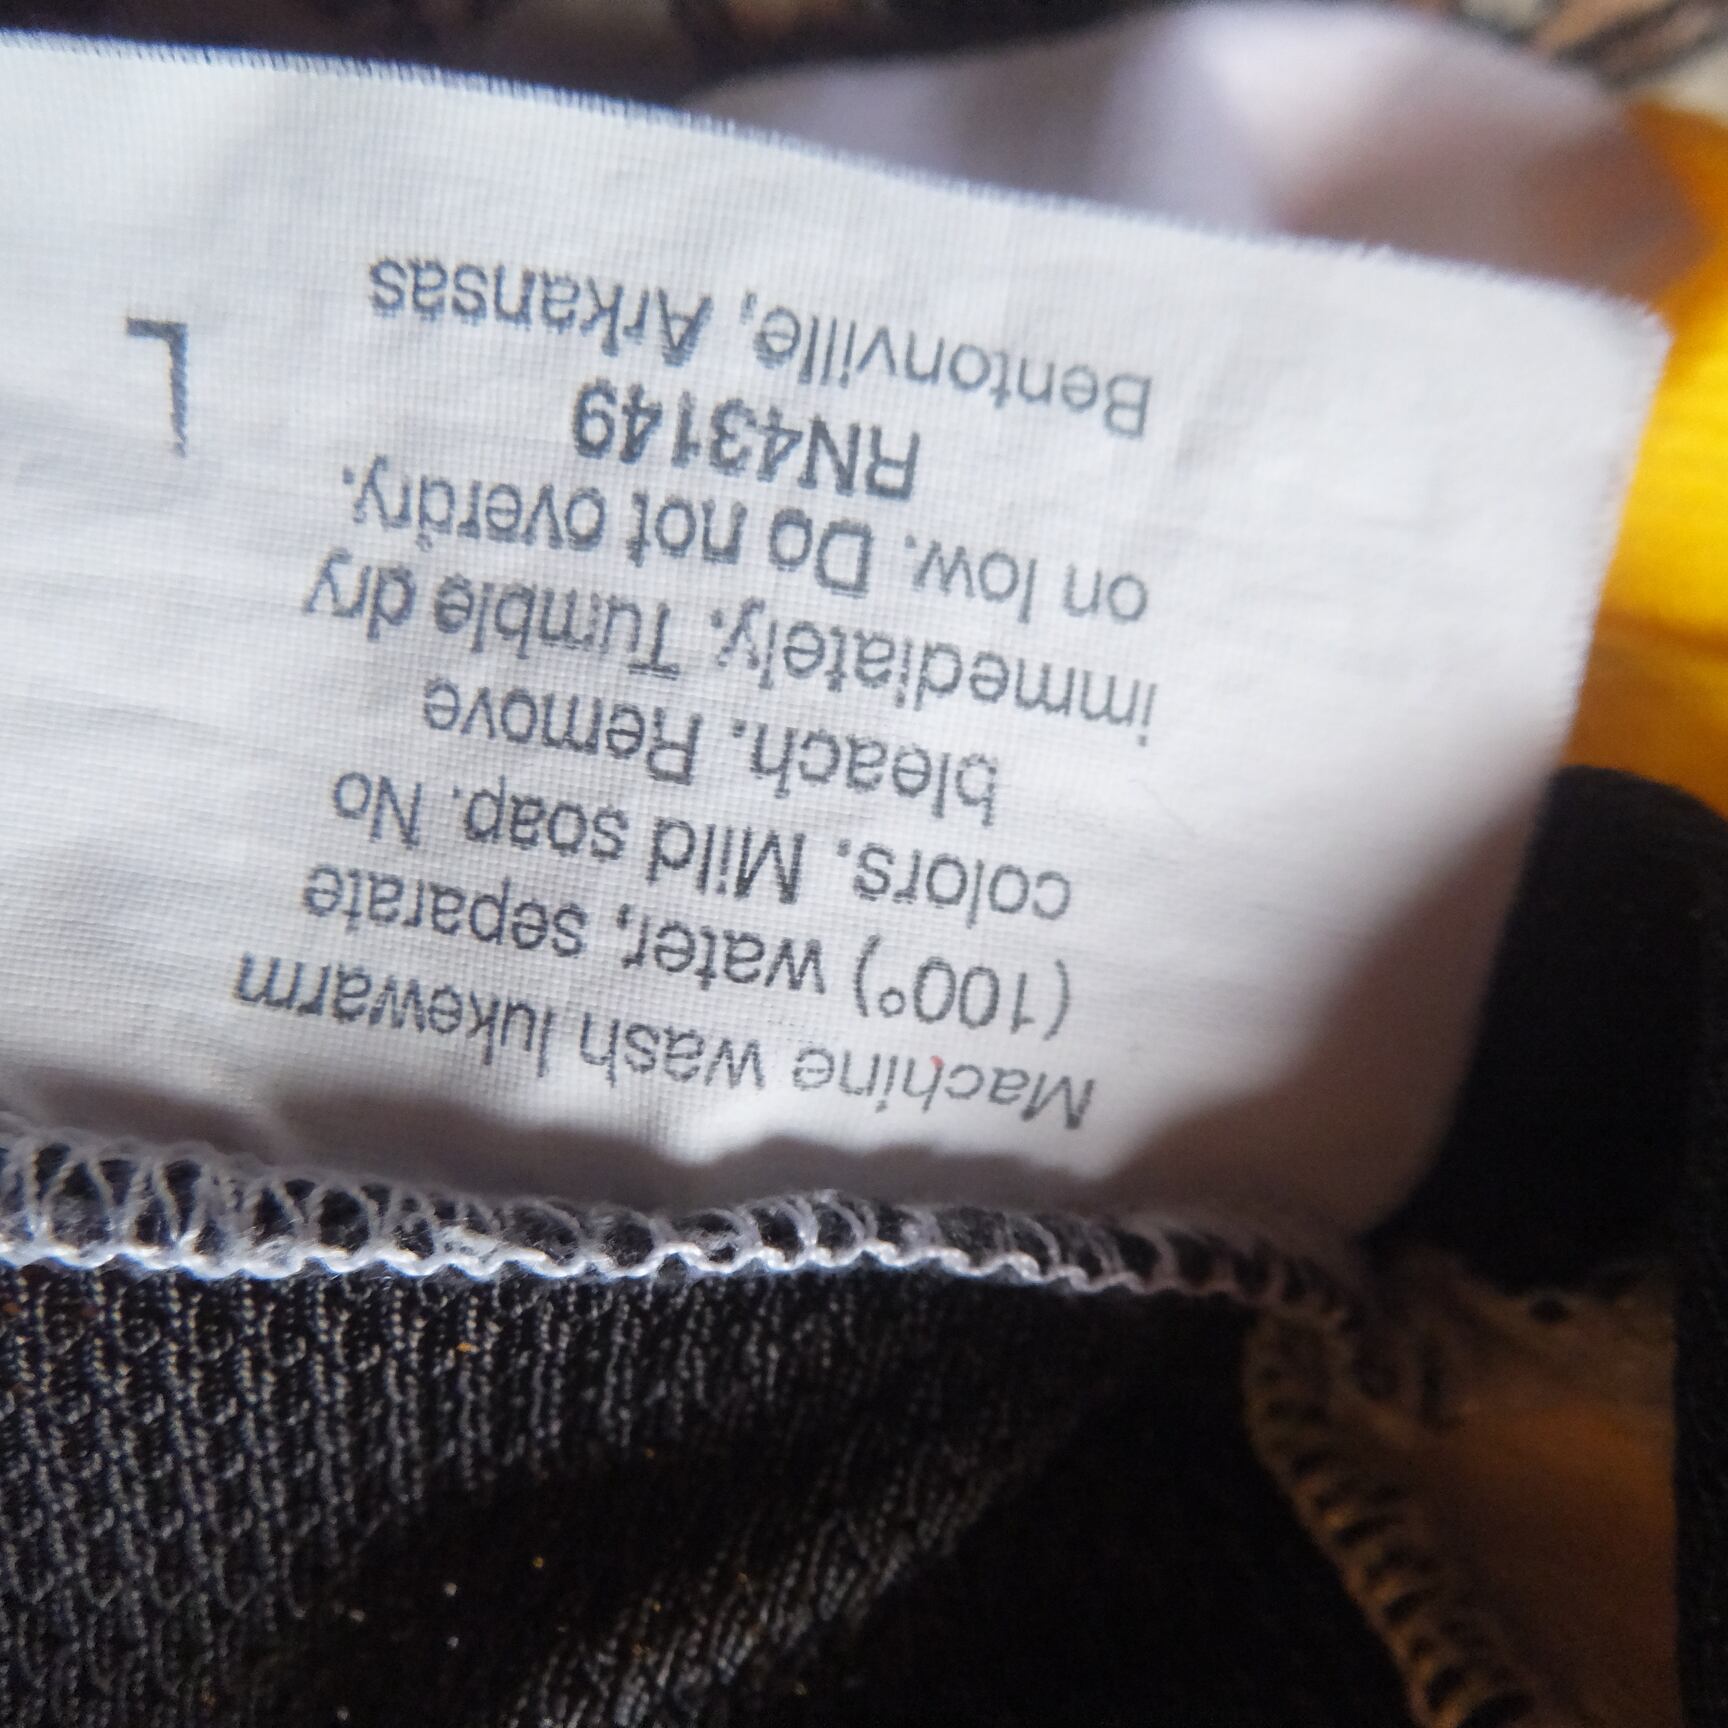 Machine wash lukewarm
(100°) water, separate
colors. Mild soap. No
bleach. Remove
immediately. Tumble dry
on low. Do not overdry.
RN43149
Bentonville, Arkansas
L